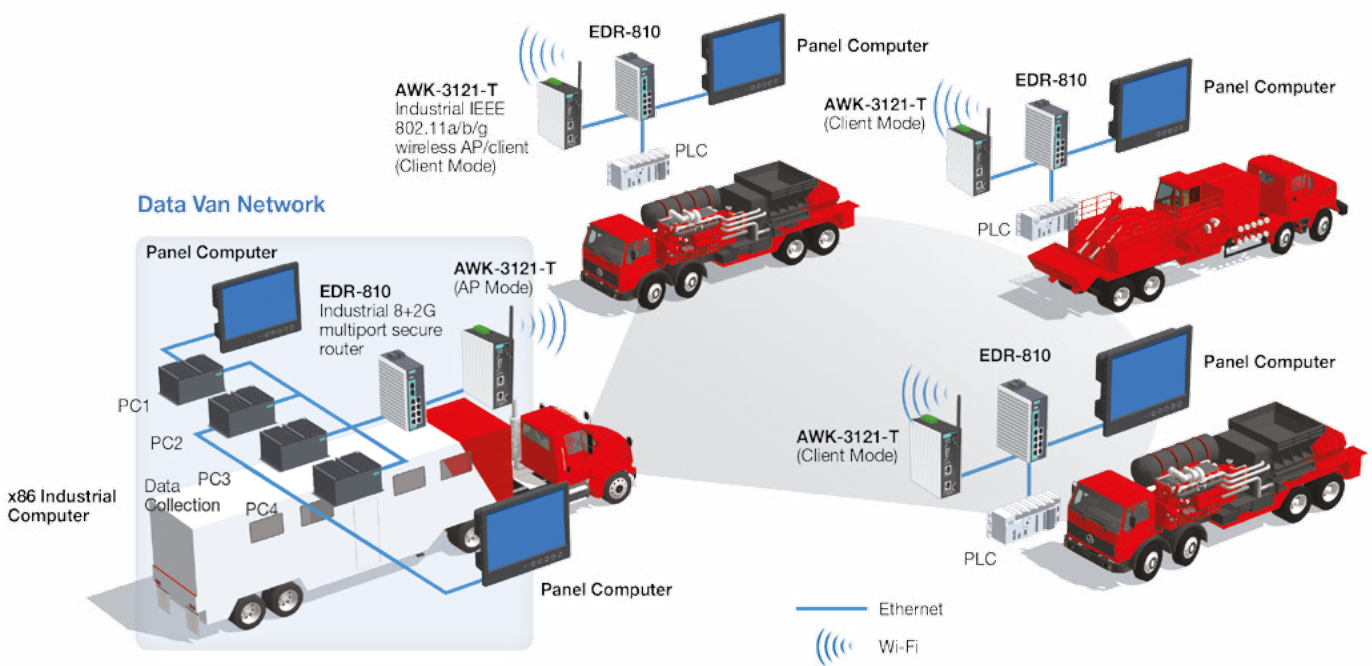 EDR-810
Panel Computer
AWK-3121-T
Industrial IEEE
802.11a/b/g
wireless AP/client
(Client Mode)
PLC
AWK-3121-T
(Client Mode)
EDR-810
Panel Computer
PLC
Data Van Network
Panel Computer
EDR-810
Industrial 8+2G
multiport secure
router
AWK-3121-T
(AP Mode)
PC1
PC2
PC3
PC4
Data
Collection
x86 Industrial
Computer
Panel Computer
EDR-810
Panel Computer
AWK-3121-T
(Client Mode)
PLC
Ethernet
Wi-Fi